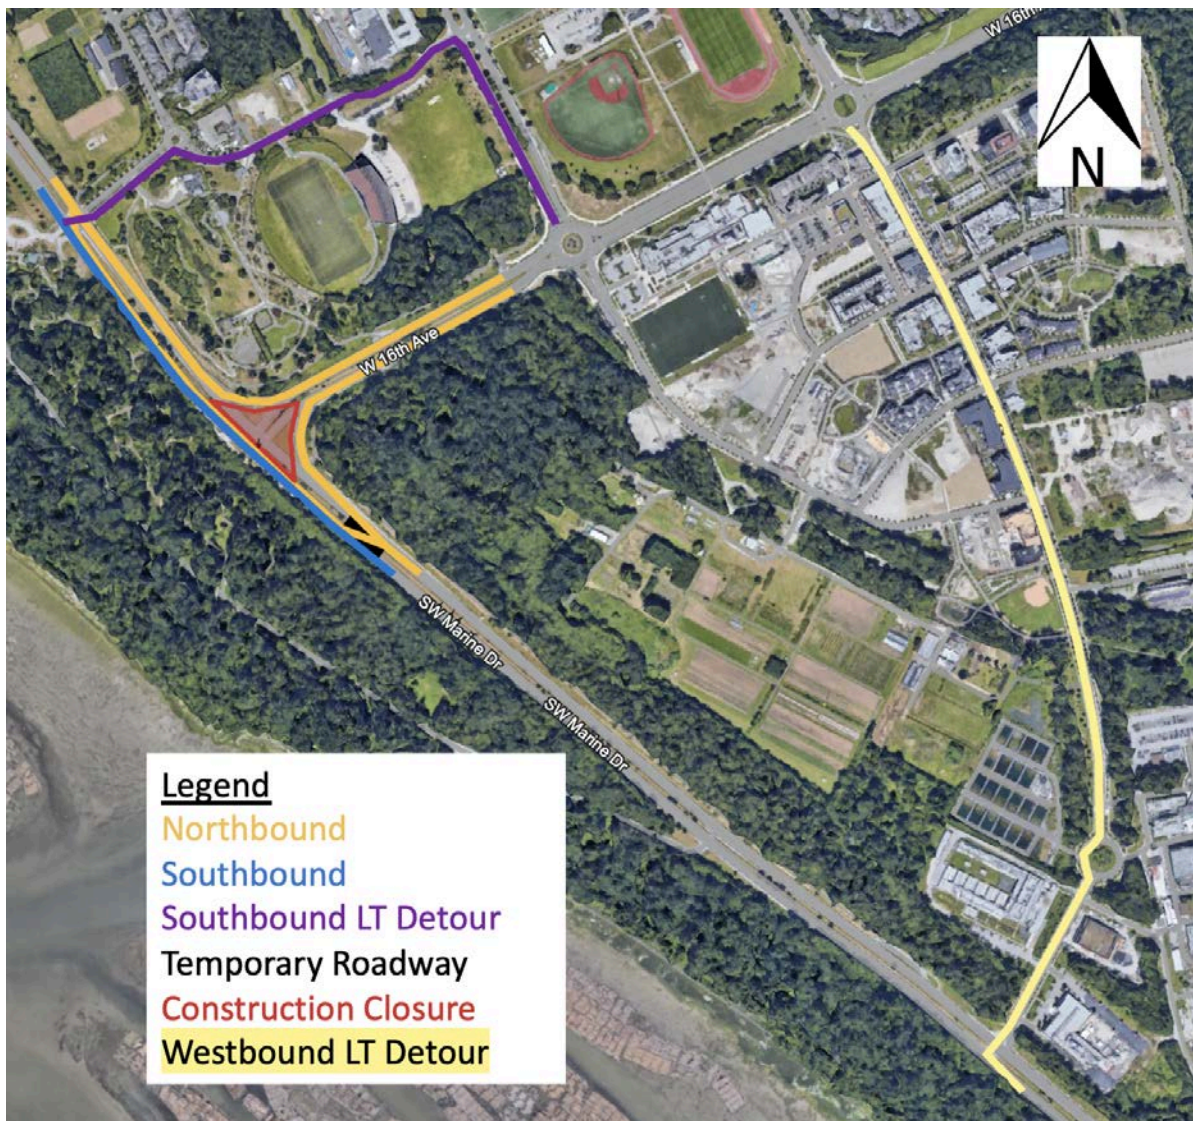 W 16th A
N
W 16th Ave
SW Marine Dr
SW Marine Dr
Legend
Northbound
Southbound
Southbound LT Detour
Temporary Roadway
Construction Closure
Westbound LT Detour